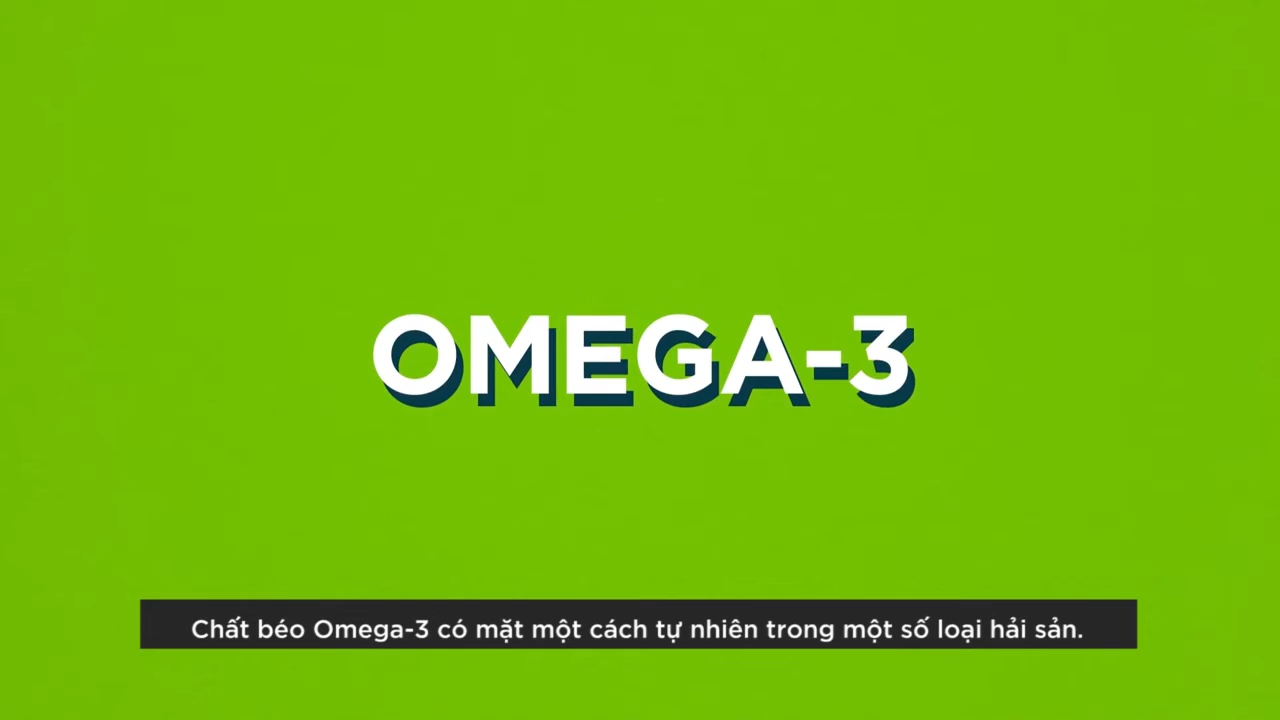 OMEGA-3
Chất béo Omega-3 có mặt một cách tự nhiên trong một số loại hải sản.